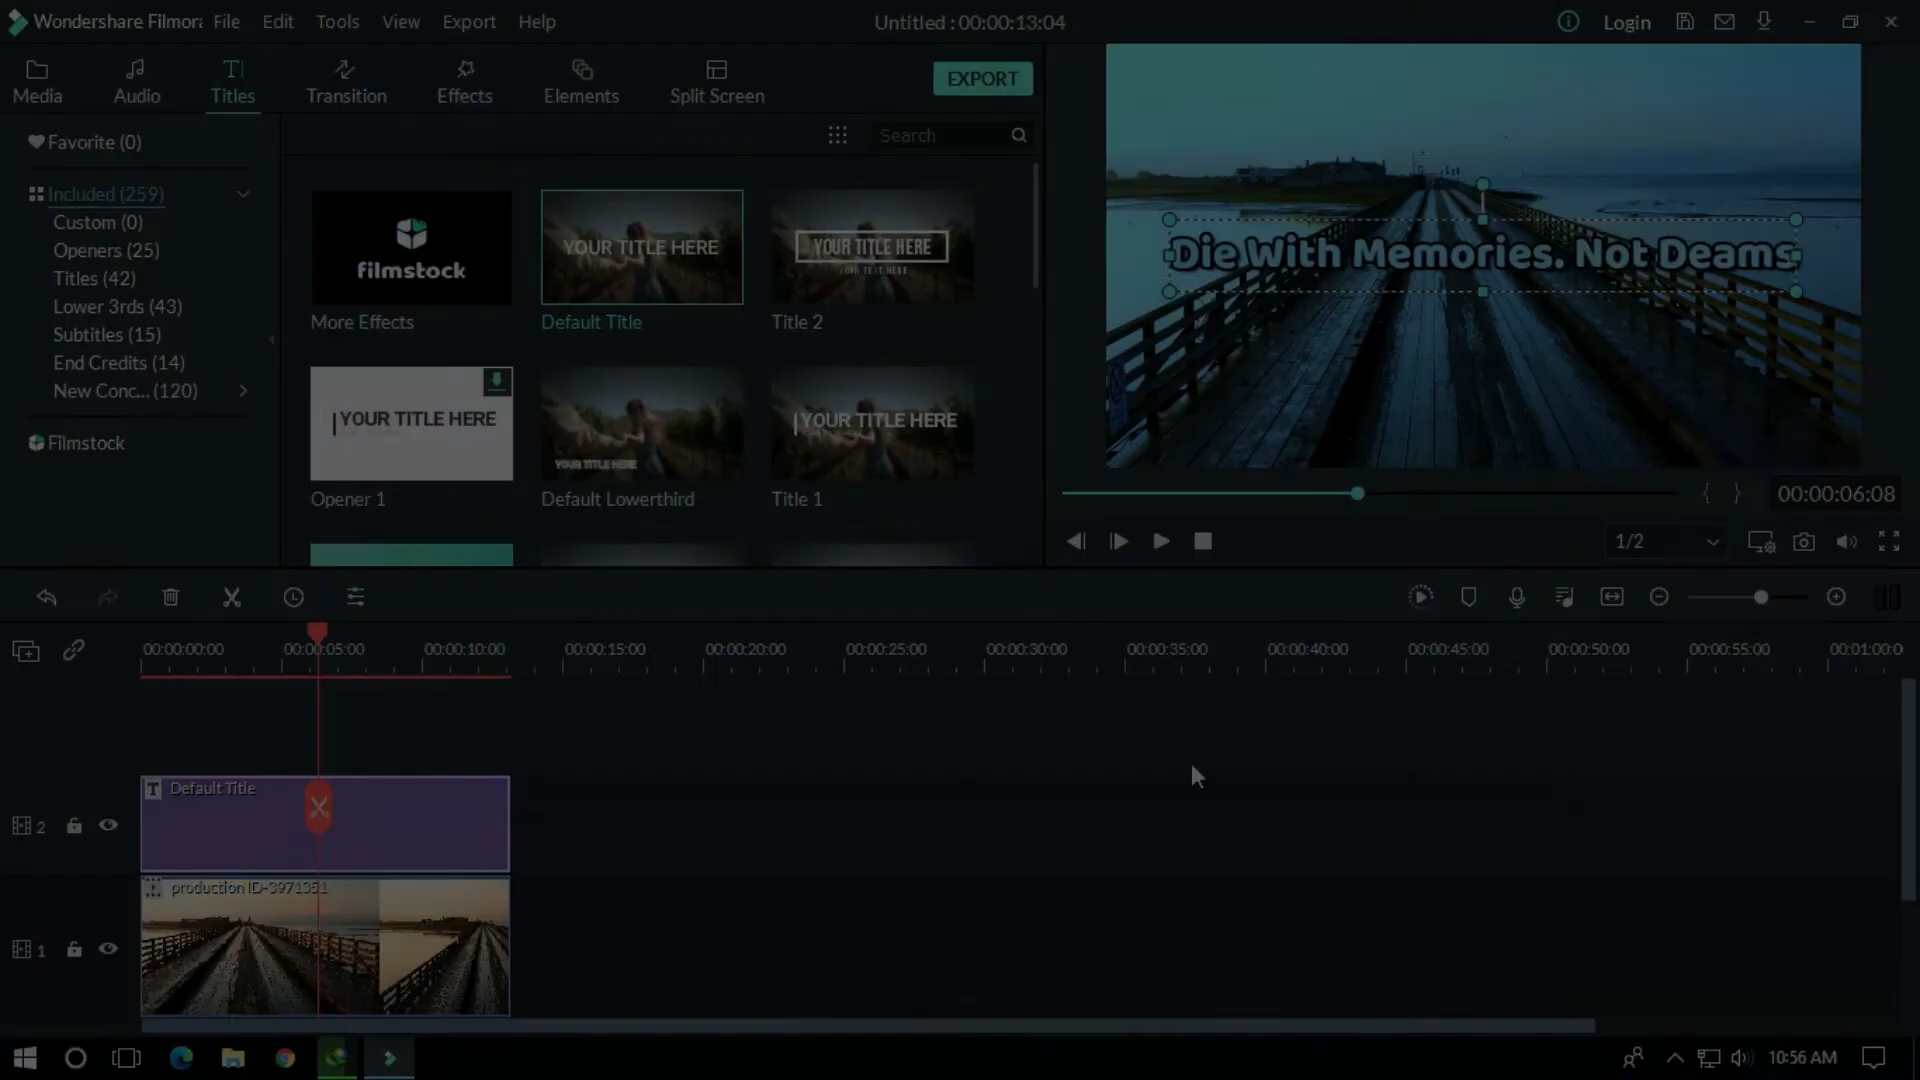 Wondershare Filmora File Edit Tools View Export Help
Untitled : 00:00:13:04
Login
Media Audio Titles Transition Effects Elements Split Screen
EXPORT
Favorite (0)
Search
Included (259)
Custom (0)
Openers (25)
Titles (42)
Lower 3rds (43)
Subtitles (15)
End Credits (14)
New Conc... (120)
Filmstock
filmstock
More Effects
YOUR TITLE HERE
Default Title
YOUR TITLE HERE
YOUR TEXT HERE
Title 2
YOUR TITLE HERE
Opener 1
YOUR TITLE HERE
Default Lowerthird
YOUR TITLE HERE
Title 1
Die With Memories. Not Deams
{ } 00:00:06:08
1/2
00:00:00:00 00:00:05:00 00:00:10:00 00:00:15:00 00:00:20:00 00:00:25:00 00:00:30:00 00:00:35:00 00:00:40:00 00:00:45:00 00:00:50:00 00:00:55:00 00:01:00:0
T Default Title
2
production ID-3971351
1
10:56 AM